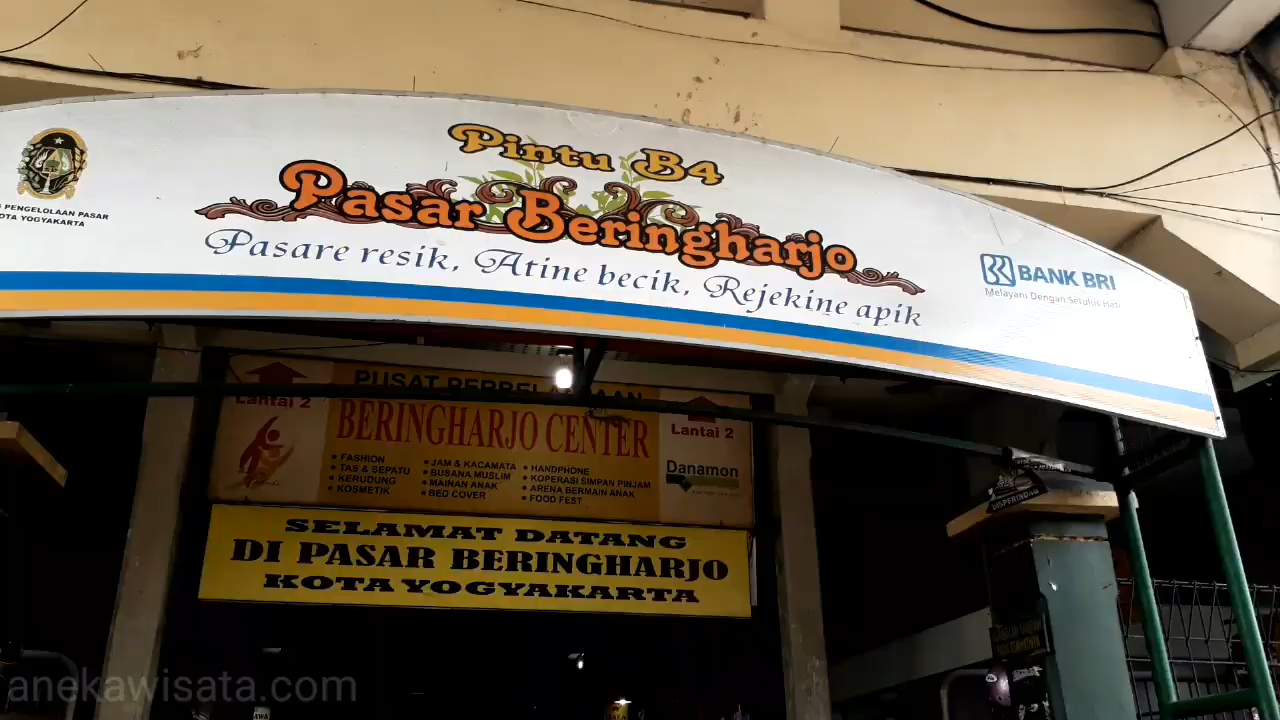 Pintu B4
Pasar Beringharjo
Pasare resik, Atine becik, Rejekine apik
PENGELOLAAN PASAR
KOTA YOGYAKARTA
BRI BANK BRI
Melayani Dengan Setulus Hati
PUSAT PERBELANJAAN
BERINGHARJO CENTER
Lantai 2
• FASHION
• TAS & SEPATU
• KERUDUNG
• KOSMETIK
• JAM & KACAMATA
• BUSANA MUSLIM
• MAINAN ANAK
• BED COVER
• HANDPHONE
• KOPERASI SIMPAN PINJAM
• ARENA BERMAIN ANAK
• FOOD FEST
Lantai 2
Danamon
SELAMAT DATANG
DI PASAR BERINGHARJO
KOTA YOGYAKARTA
DISPERINDAG
anekawisata.com